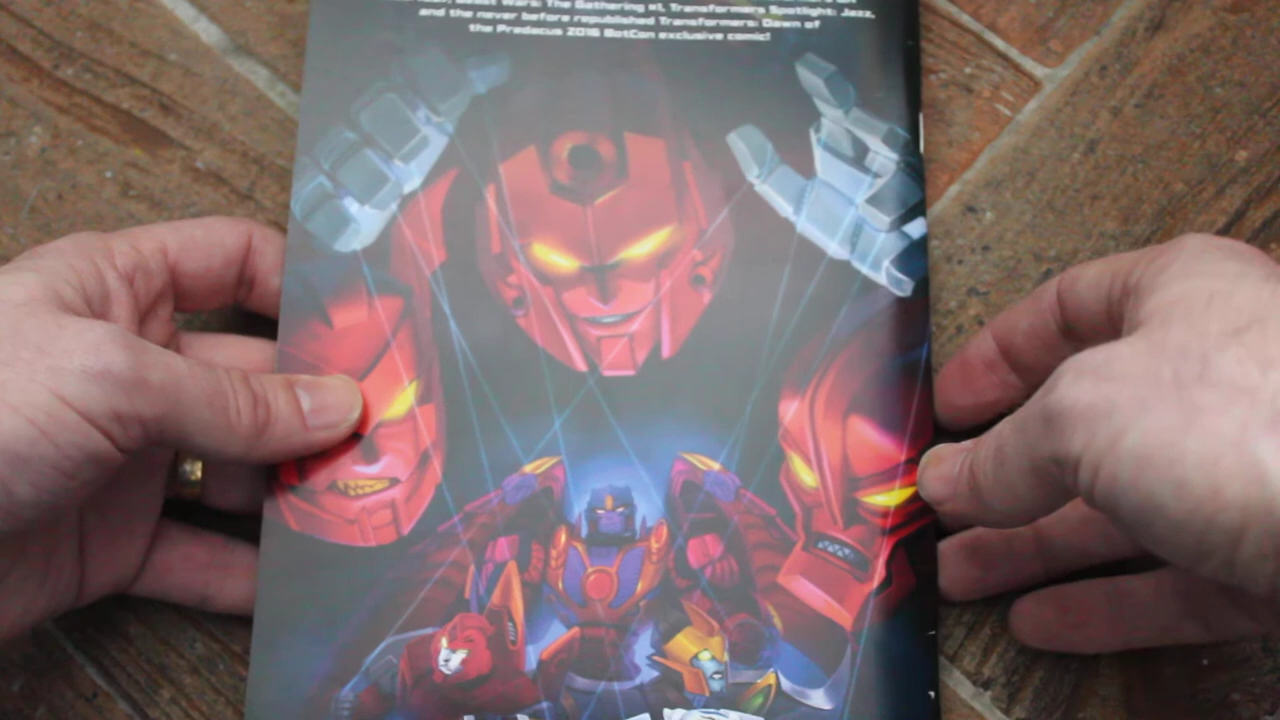 Beast Wars: The Gathering #1, Transformers Spotlight: Jazz,
and the never before republished Transformers: Dawn of
the Predacus 2016 BotCon exclusive comic!